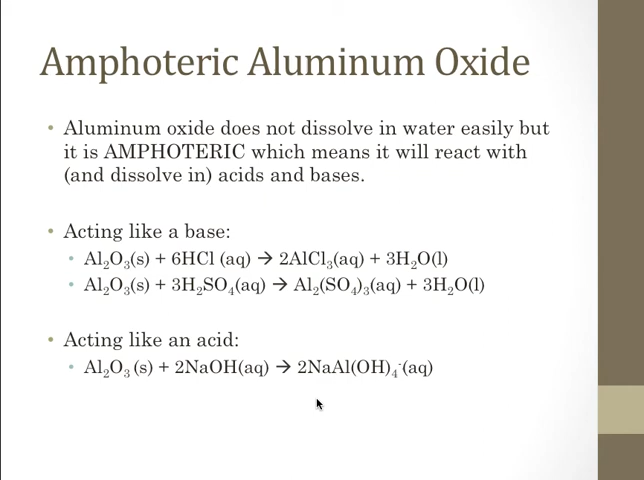 Amphoteric Aluminum Oxide
• Aluminum oxide does not dissolve in water easily but
it is AMPHOTERIC which means it will react with
(and dissolve in) acids and bases.
• Acting like a base:
• Al₂O₃(s) + 6HCl (aq) → 2AlCl₃(aq) + 3H₂O(l)
• Al₂O₃(s) + 3H₂SO₄(aq) → Al₂(SO₄)₃(aq) + 3H₂O(l)
• Acting like an acid:
• Al₂O₃ (s) + 2NaOH(aq) → 2NaAl(OH)₄⁻(aq)